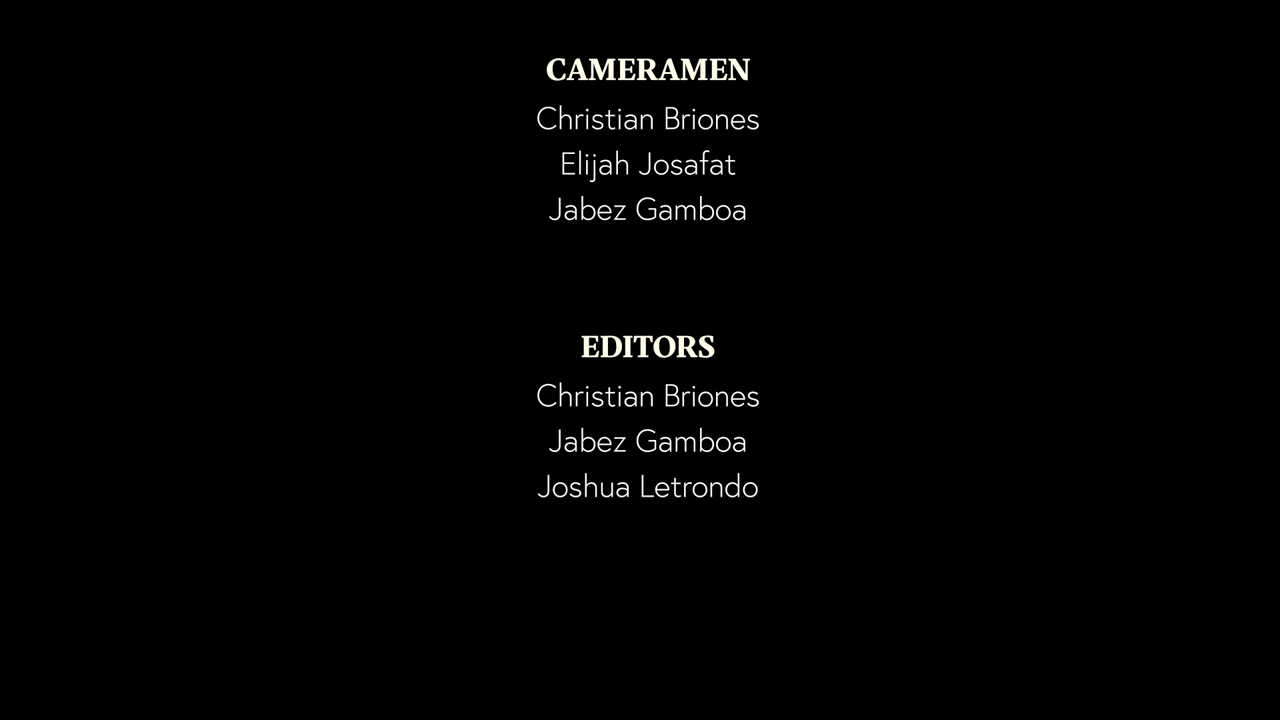 CAMERAMEN
Christian Briones
Elijah Josafat
Jabez Gamboa
EDITORS
Christian Briones
Jabez Gamboa
Joshua Letrondo